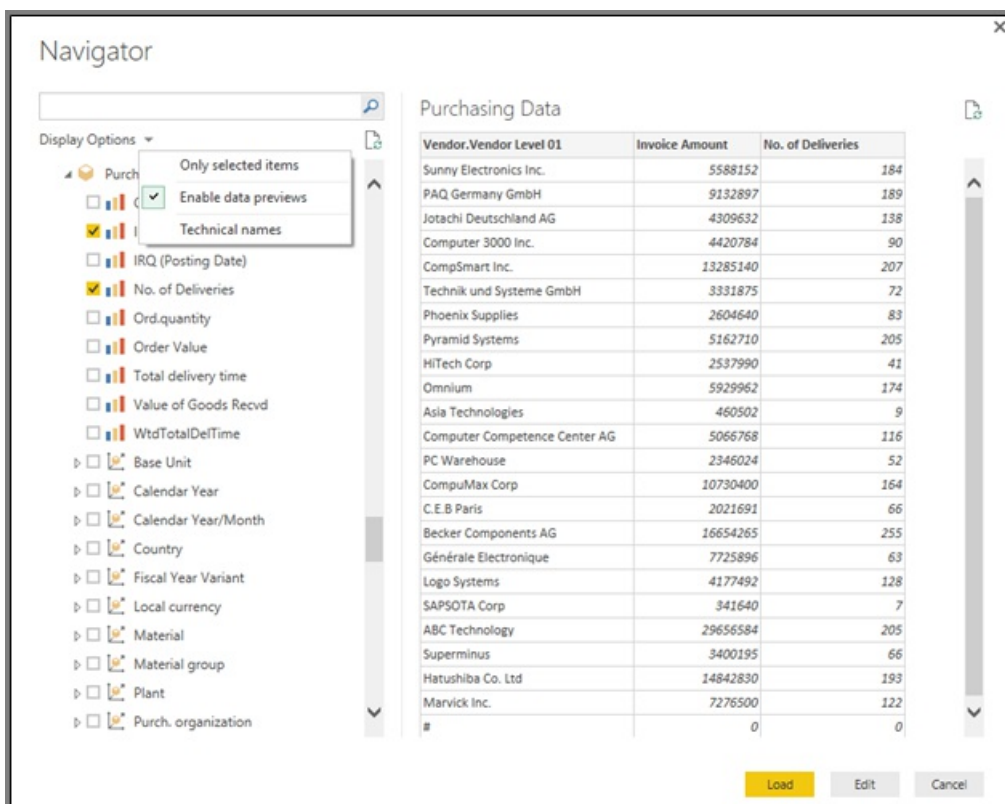 Navigator
Display Options
Only selected items
Enable data previews
Technical names
Purch
IRQ (Posting Date)
No. of Deliveries
Ord.quantity
Order Value
Total delivery time
Value of Goods Recvd
WtdTotalDelTime
Base Unit
Calendar Year
Calendar Year/Month
Country
Fiscal Year Variant
Local currency
Material
Material group
Plant
Purch. organization
Purchasing Data
Vendor.Vendor Level 01 Invoice Amount No. of Deliveries
Sunny Electronics Inc. 5588152 184
PAQ Germany GmbH 9132897 189
Jotachi Deutschland AG 4309632 138
Computer 3000 Inc. 4420784 90
CompSmart Inc. 13285140 207
Technik und Systeme GmbH 3331875 72
Phoenix Supplies 2604640 83
Pyramid Systems 5162710 205
HiTech Corp 2537990 41
Omnium 5929962 174
Asia Technologies 460502 9
Computer Competence Center AG 5066768 116
PC Warehouse 2346024 52
CompuMax Corp 10730400 164
C.E.B Paris 2021691 66
Becker Components AG 16654265 255
Générale Electronique 7725896 63
Logo Systems 4177492 128
SAPSOTA Corp 341640 7
ABC Technology 29656584 205
Superminus 3400195 66
Hatushiba Co. Ltd 14842830 193
Marvick Inc. 7276500 122
# 0 0
Load Edit Cancel